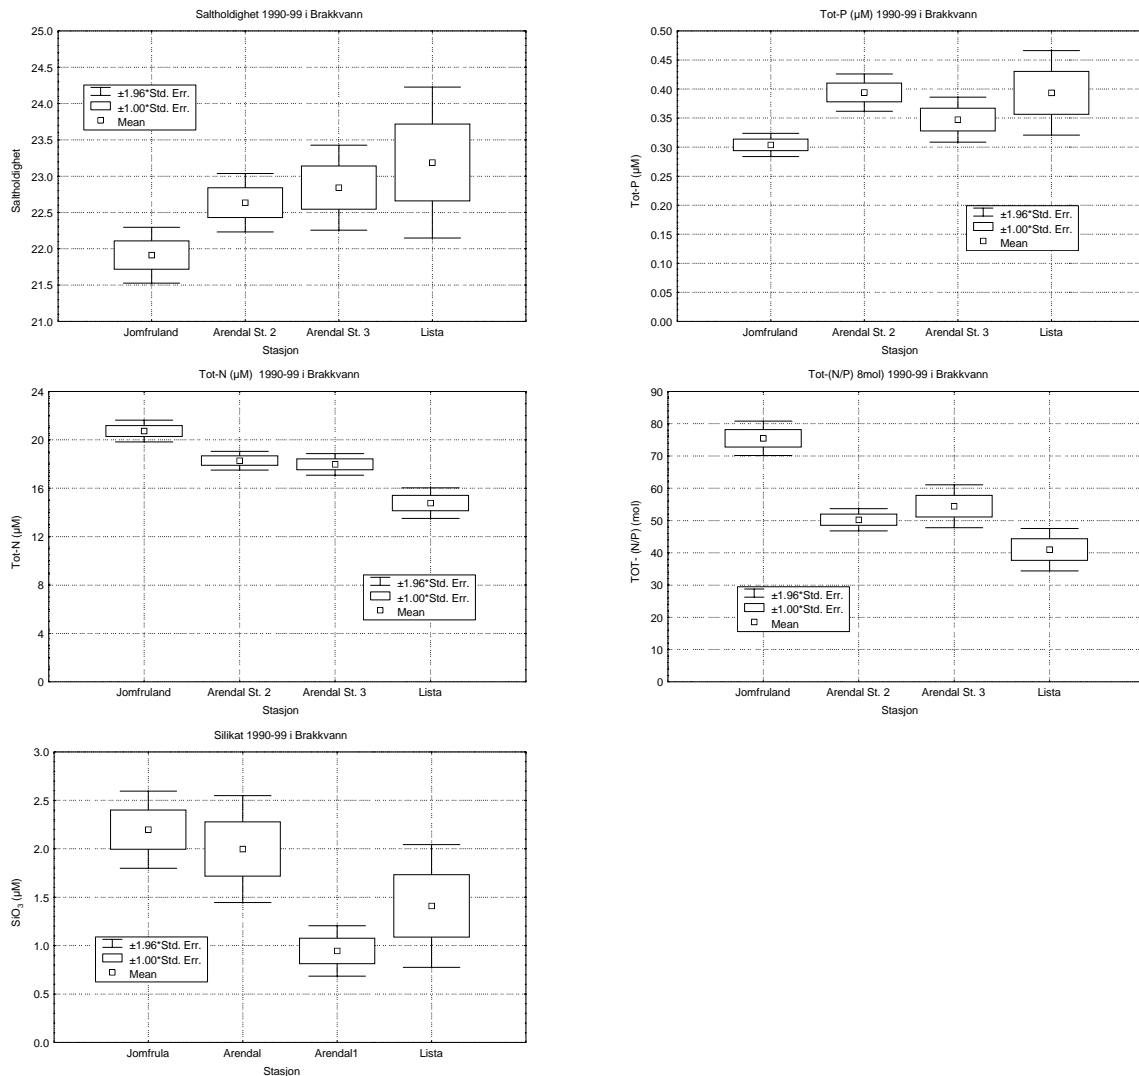 Saltholdighet 1990-99 i Brakkvann
25.0
24.5
24.0
23.5
23.0
22.5
22.0
21.5
21.0
Saltholdighet
±1.96*Std. Err.
±1.00*Std. Err.
Mean
Jomfruland Arendal St. 2 Arendal St. 3 Lista
Stasjon
Tot-P (µM) 1990-99 i Brakkvann
0.50
0.45
0.40
0.35
0.30
0.25
0.20
0.15
0.10
0.05
0.00
Tot-P (µM)
±1.96*Std. Err.
±1.00*Std. Err.
Mean
Jomfruland Arendal St. 2 Arendal St. 3 Lista
Stasjon
Tot-N (µM) 1990-99 i Brakkvann
24
20
16
12
8
4
0
Tot-N (µM)
±1.96*Std. Err.
±1.00*Std. Err.
Mean
Jomfruland Arendal St. 2 Arendal St. 3 Lista
Stasjon
Tot-(N/P) 8mol) 1990-99 i Brakkvann
90
80
70
60
50
40
30
20
10
0
TOT- (N/P) (mol)
±1.96*Std. Err.
±1.00*Std. Err.
Mean
Jomfruland Arendal St. 2 Arendal St. 3 Lista
Stasjon
Silikat 1990-99 i Brakkvann
3.0
2.5
2.0
1.5
1.0
0.5
0.0
SiO3 (µM)
±1.96*Std. Err.
±1.00*Std. Err.
Mean
Jomfrula Arendal Arendal1 Lista
Stasjon